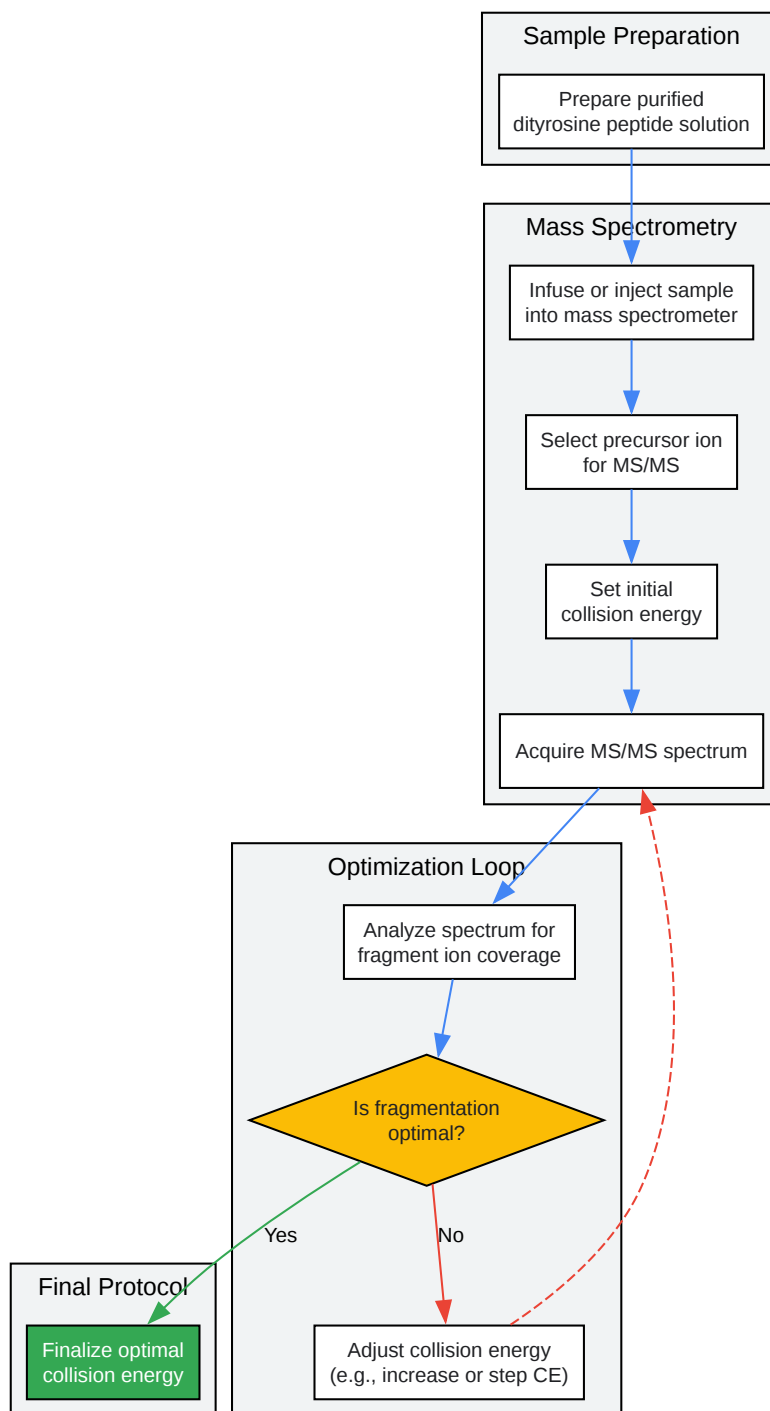 Sample Preparation
Prepare purified
dityrosine peptide solution
Mass Spectrometry
Infuse or inject sample
into mass spectrometer
Select precursor ion
for MS/MS
Set initial
collision energy
Acquire MS/MS spectrum
Optimization Loop
Analyze spectrum for
fragment ion coverage
Is fragmentation
optimal?
Yes
No
Final Protocol
Finalize optimal
collision energy
Adjust collision energy
(e.g., increase or step CE)